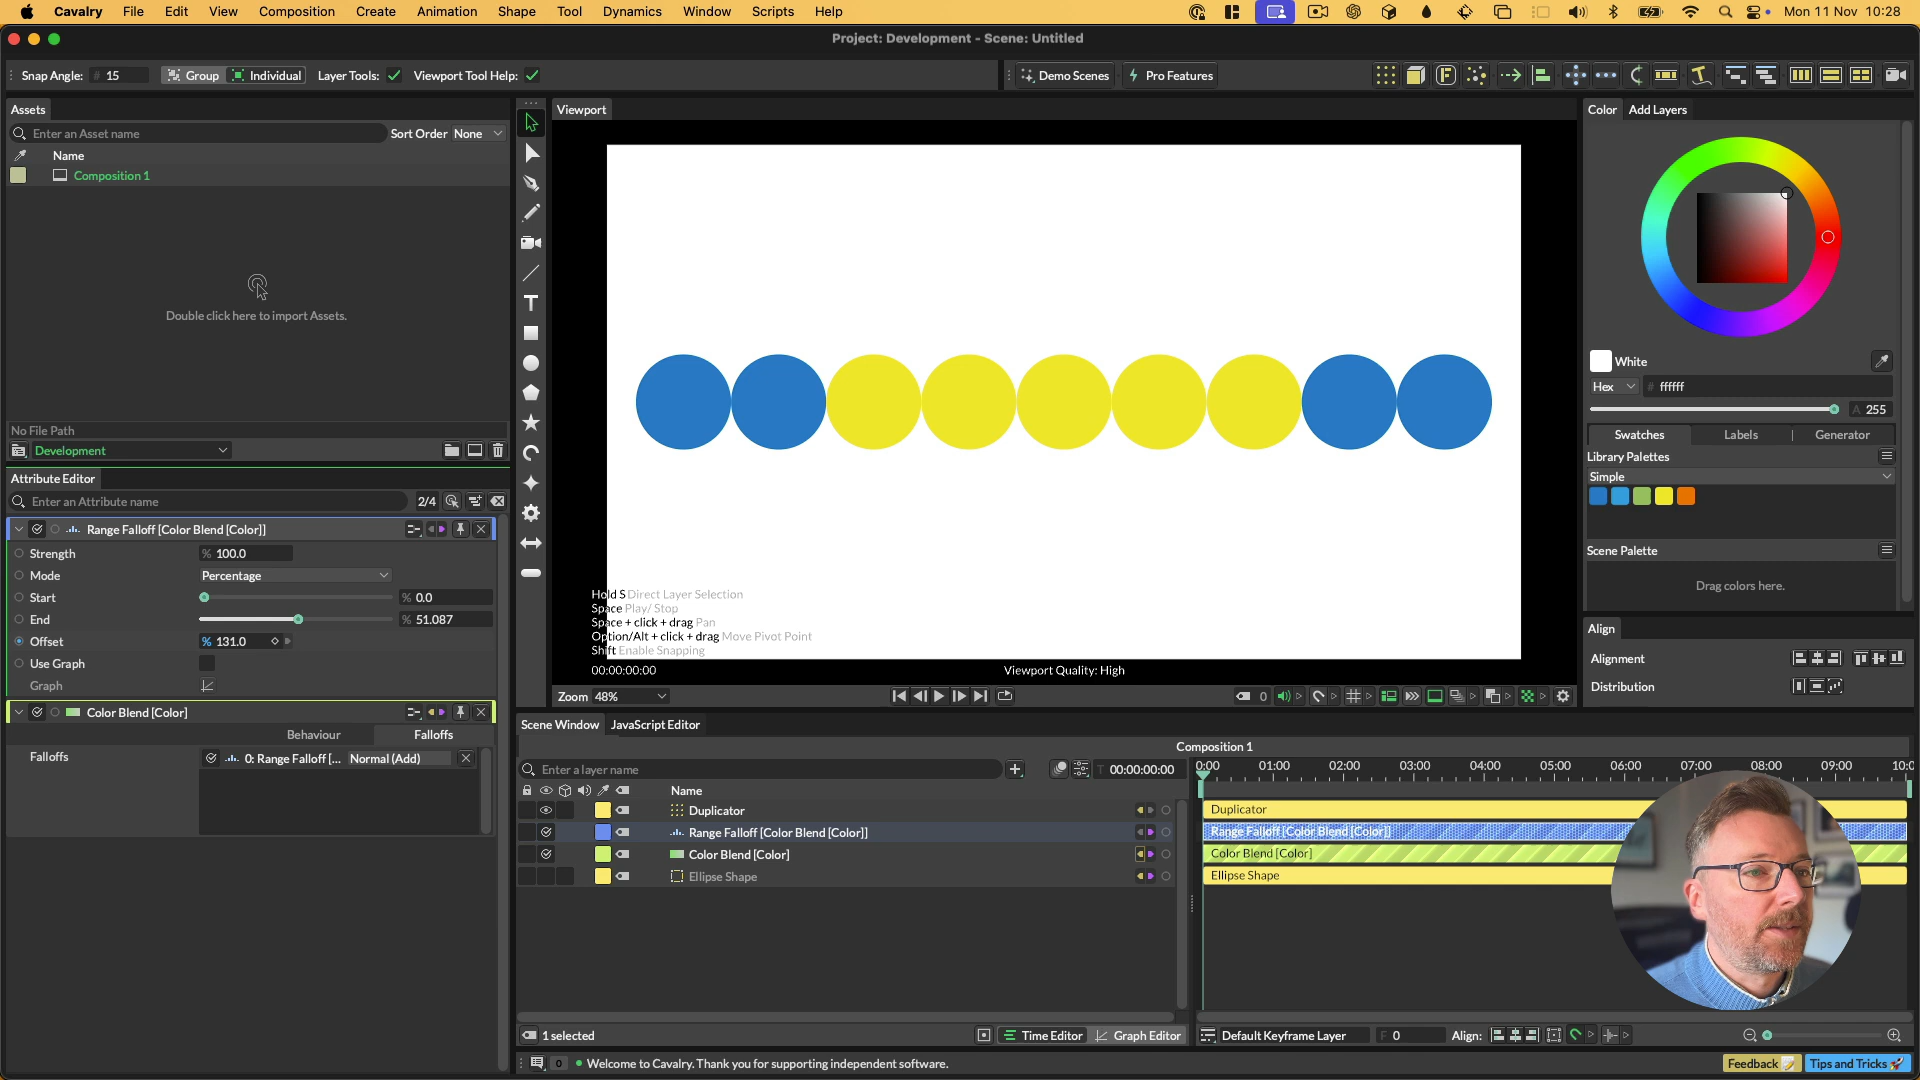 Cavalry File Edit View Composition Create Animation Shape Tool Dynamics Window Scripts Help
Mon 11 Nov 10:28
Project: Development - Scene: Untitled
Snap Angle: # 15 Group Individual Layer Tools: Viewport Tool Help:
Demo Scenes Pro Features
Assets
Enter an Asset name Sort Order None
Name
Composition 1
Double click here to import Assets.
No File Path
Development
Attribute Editor
Enter an Attribute name 2/4
Range Falloff [Color Blend [Color]]
Strength % 100.0
Mode Percentage
Start % 0.0
End % 51.087
Offset % 131.0
Use Graph
Graph
Color Blend [Color]
Behaviour Falloffs
Falloffs 0: Range Falloff [... Normal (Add)
Viewport
Hold S Direct Layer Selection
Space Play/ Stop
Space + click + drag Pan
Option/Alt + click + drag Move Pivot Point
Shift Enable Snapping
00:00:00:00 Viewport Quality: High
Zoom 48%
0
Color Add Layers
White
Hex # ffffff
A 255
Swatches Labels Generator
Library Palettes
Simple
Scene Palette
Drag colors here.
Align
Alignment
Distribution
Scene Window JavaScript Editor
Composition 1
Enter a layer name T 00:00:00:00
0:00 01:00 02:00 03:00 04:00 05:00 06:00 07:00 08:00 09:00 10:0
Name
Duplicator Duplicator
Range Falloff [Color Blend [Color]] Range Falloff [Color Blend [Color]]
Color Blend [Color] Color Blend [Color]
Ellipse Shape Ellipse Shape
1 selected Time Editor Graph Editor
Default Keyframe Layer F 0 Align:
0 Welcome to Cavalry. Thank you for supporting independent software.
Feedback Tips and Tricks